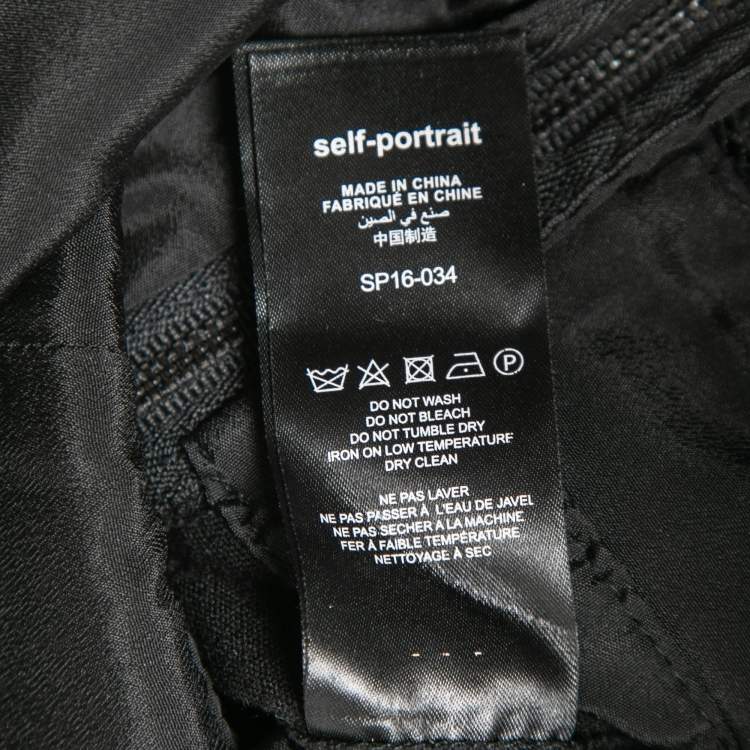 self-portrait
MADE IN CHINA
FABRIQUÉ EN CHINE
صنع في الصين
中国制造
SP16-034
P
DO NOT WASH
DO NOT BLEACH
DO NOT TUMBLE DRY
IRON ON LOW TEMPERATURE
DRY CLEAN
NE PAS LAVER
NE PAS PASSER À L'EAU DE JAVEL
NE PAS SECHER A LA MACHINE
FER À FAIBLE TEMPÉRATURE
NETTOYAGE À SEC